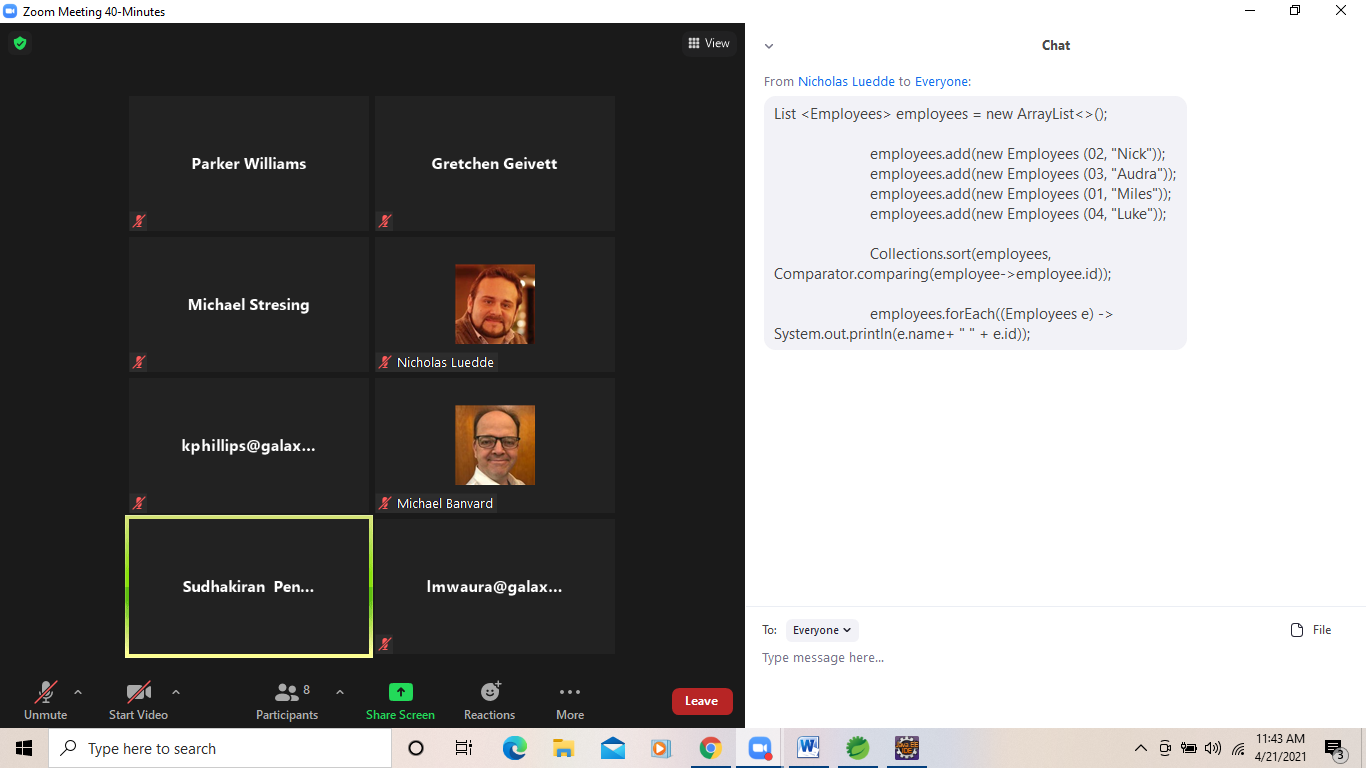 Zoom Meeting 40-Minutes
View
Parker Williams
Gretchen Geivett
Michael Stresing
Nicholas Luedde
kphillips@galax...
Michael Banvard
Sudhakiran  Pen...
lmwaura@galax...
Unmute
Start Video
Participants
8
Share Screen
Reactions
More
Leave
Chat
From Nicholas Luedde to Everyone:
List <Employees> employees = new ArrayList<>();
employees.add(new Employees (02, "Nick"));
employees.add(new Employees (03, "Audra"));
employees.add(new Employees (01, "Miles"));
employees.add(new Employees (04, "Luke"));
Collections.sort(employees,
Comparator.comparing(employee->employee.id));
employees.forEach((Employees e) ->
System.out.println(e.name+ " " + e.id));
To: Everyone
File
Type message here...
Type here to search
11:43 AM
4/21/2021
3